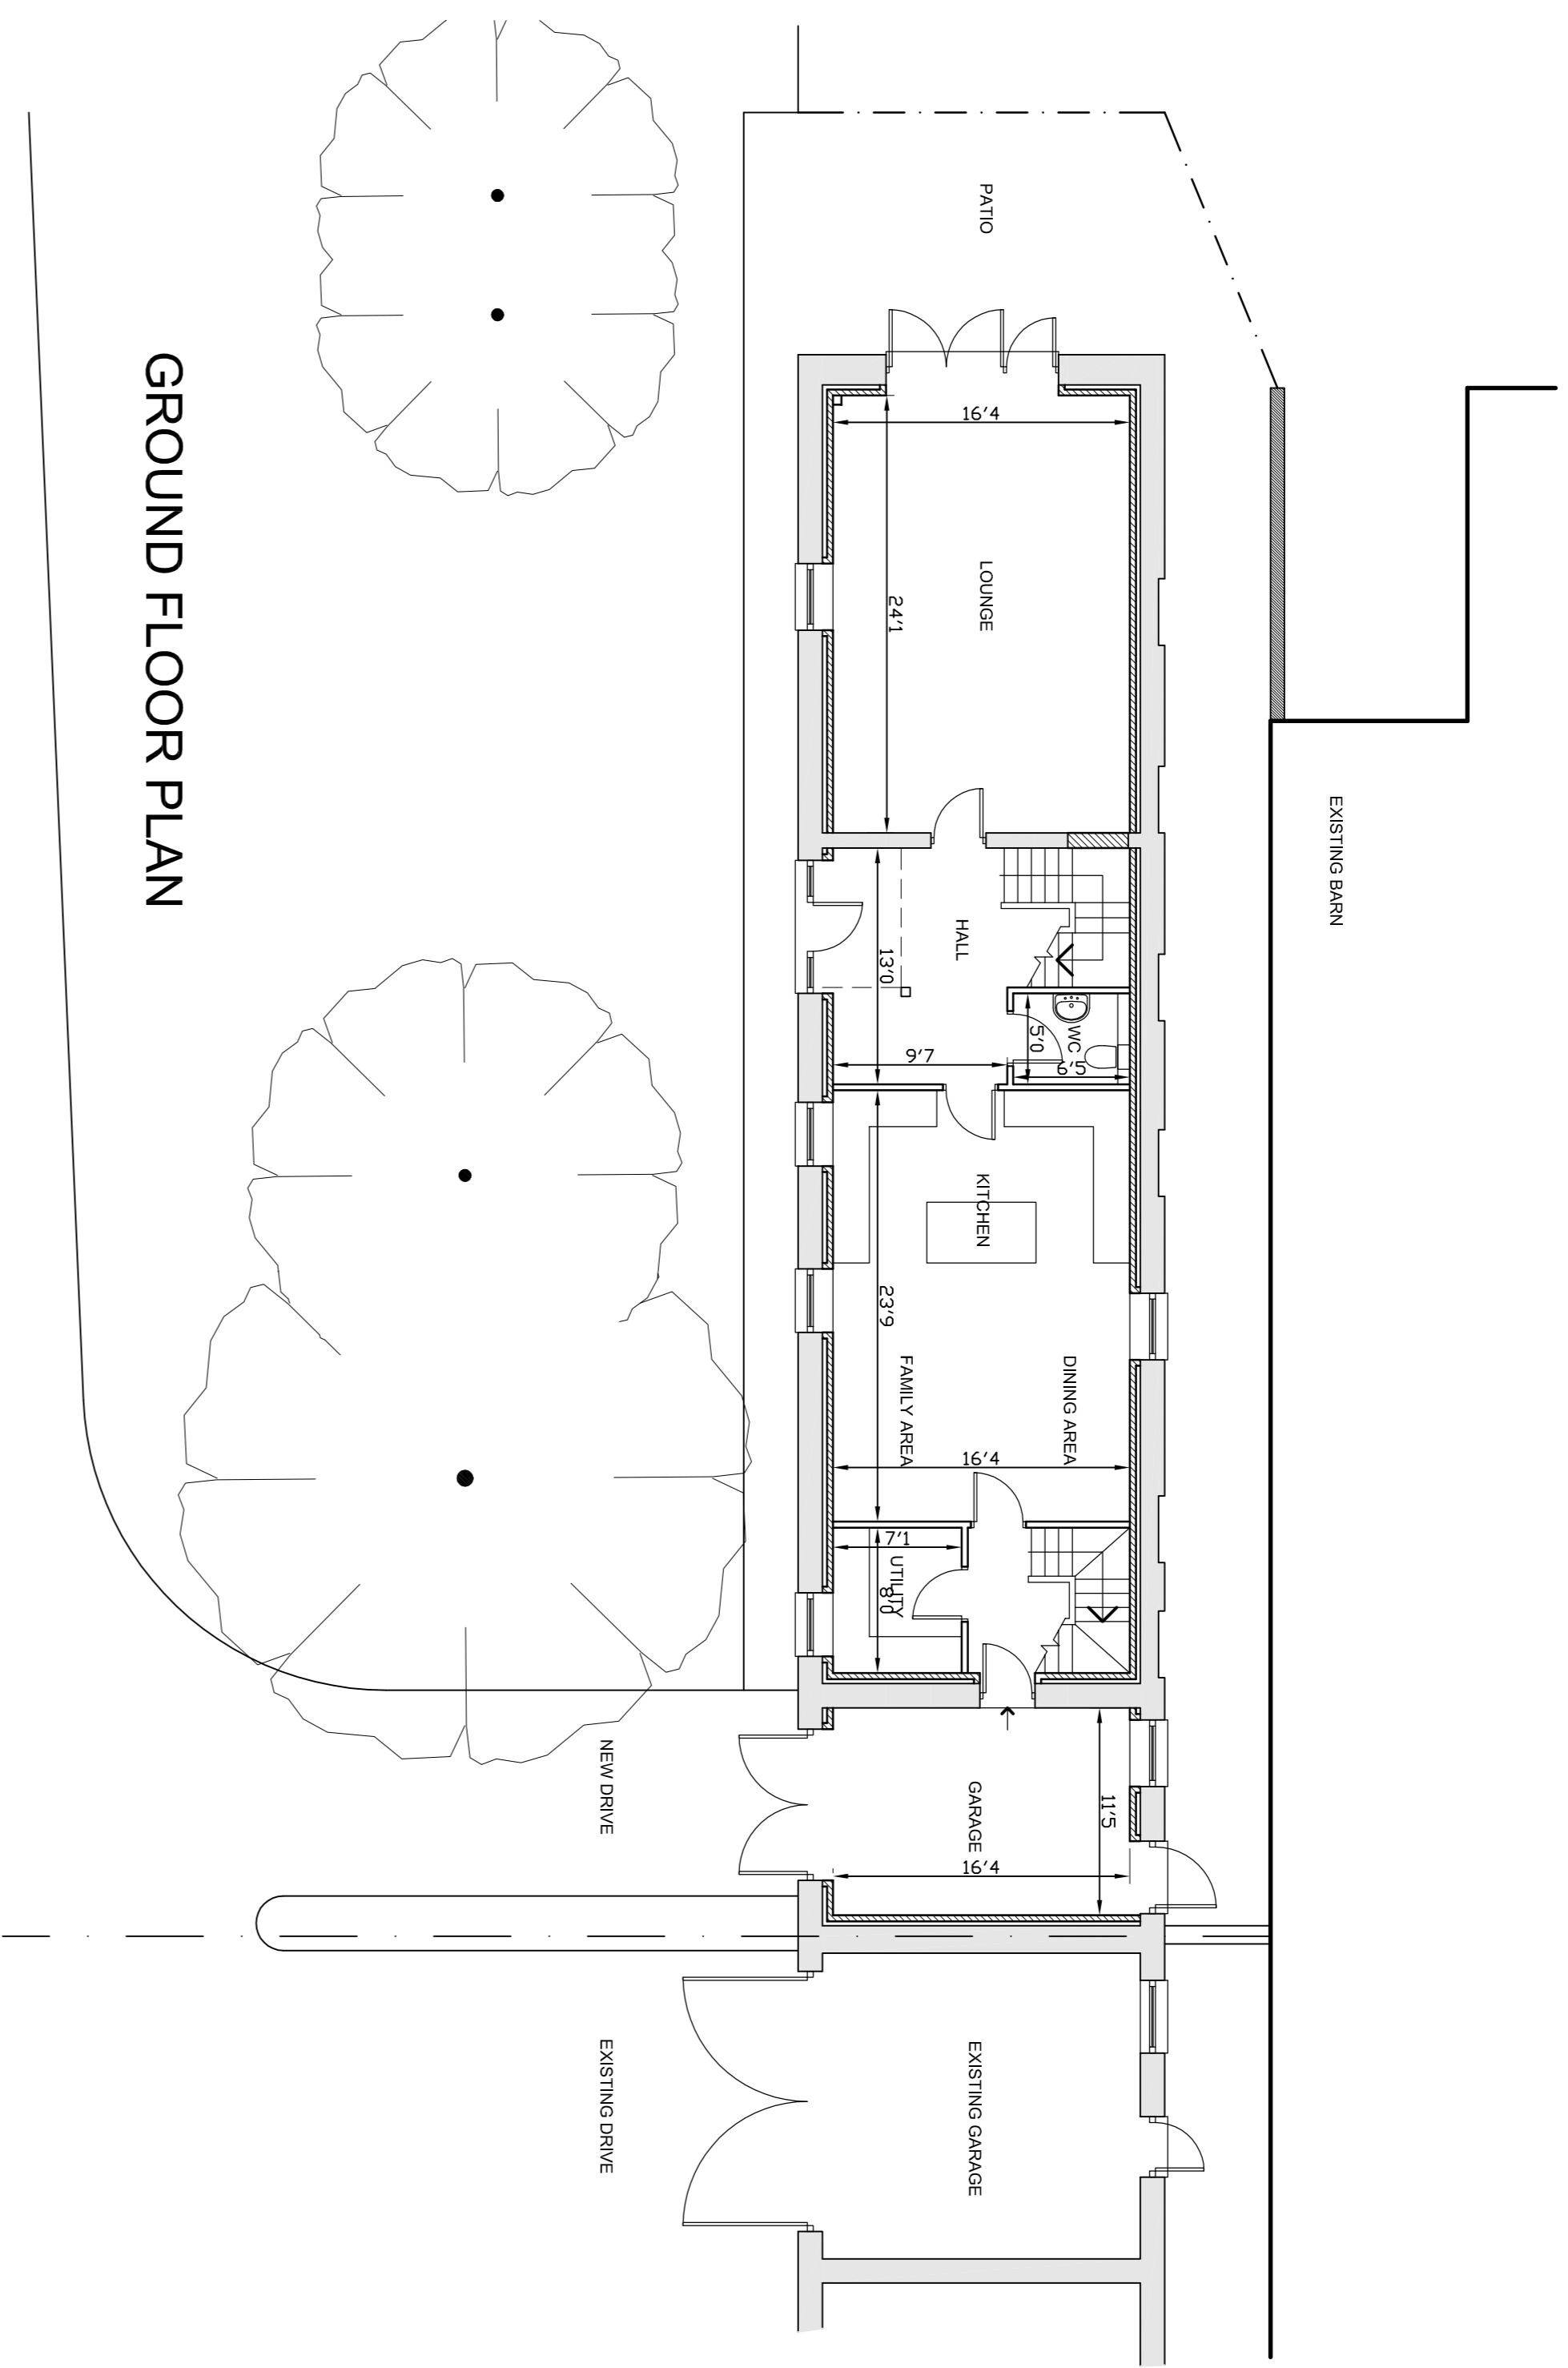 EXISTING BARN
PATIO
LOUNGE
16'4
24'1
HALL
13'0
9'7
WC
5'0
6'5
KITCHEN
23'9
DINING AREA
FAMILY AREA
16'4
UTILITY
7'1
8'0
GARAGE
11'5
16'4
EXISTING GARAGE
NEW DRIVE
EXISTING DRIVE
GROUND FLOOR PLAN